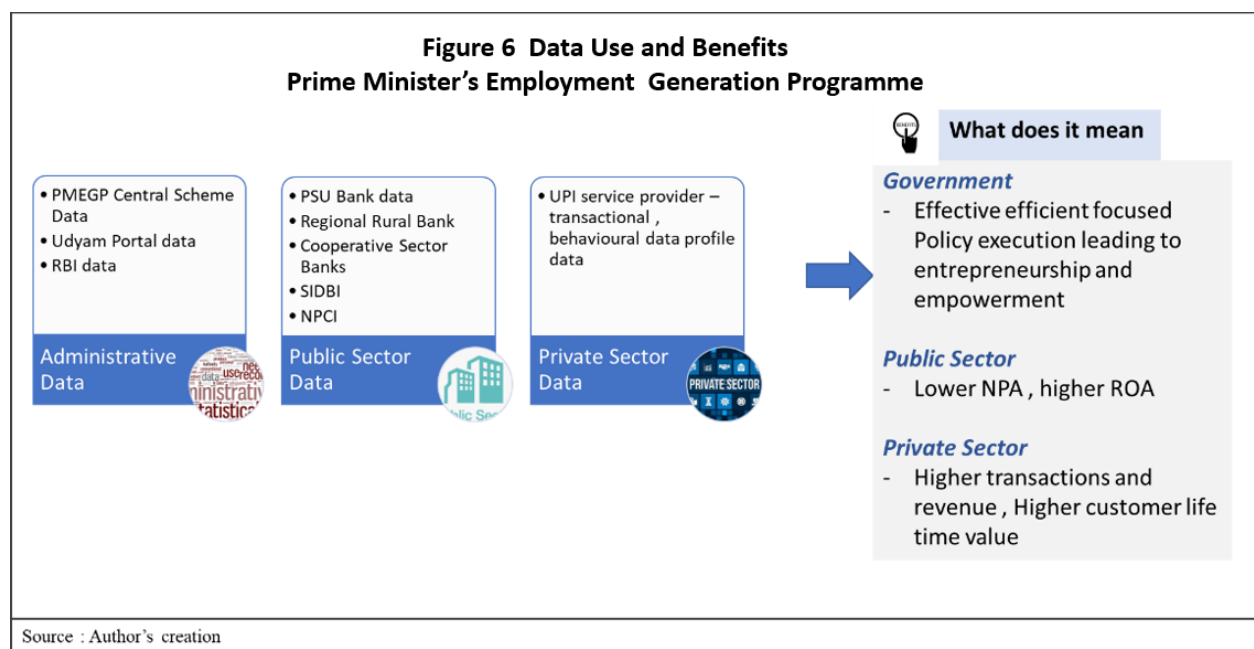 Figure 6 Data Use and Benefits
Prime Minister's Employment Generation Programme
• PMEGP Central Scheme
Data
• Udyam Portal data
• RBI data
Administrative
Data
• PSU Bank data
• Regional Rural Bank
• Cooperative Sector
Banks
• SIDBI
• NPCI
Public Sector
Data
• UPI service provider –
transactional ,
behavioural data profile
data
Private Sector
Data
PRIVATE SECTOR
What does it mean
Government
- Effective efficient focused
Policy execution leading to
entrepreneurship and
empowerment
Public Sector
- Lower NPA , higher ROA
Private Sector
- Higher transactions and
revenue , Higher customer life
time value
Source : Author's creation